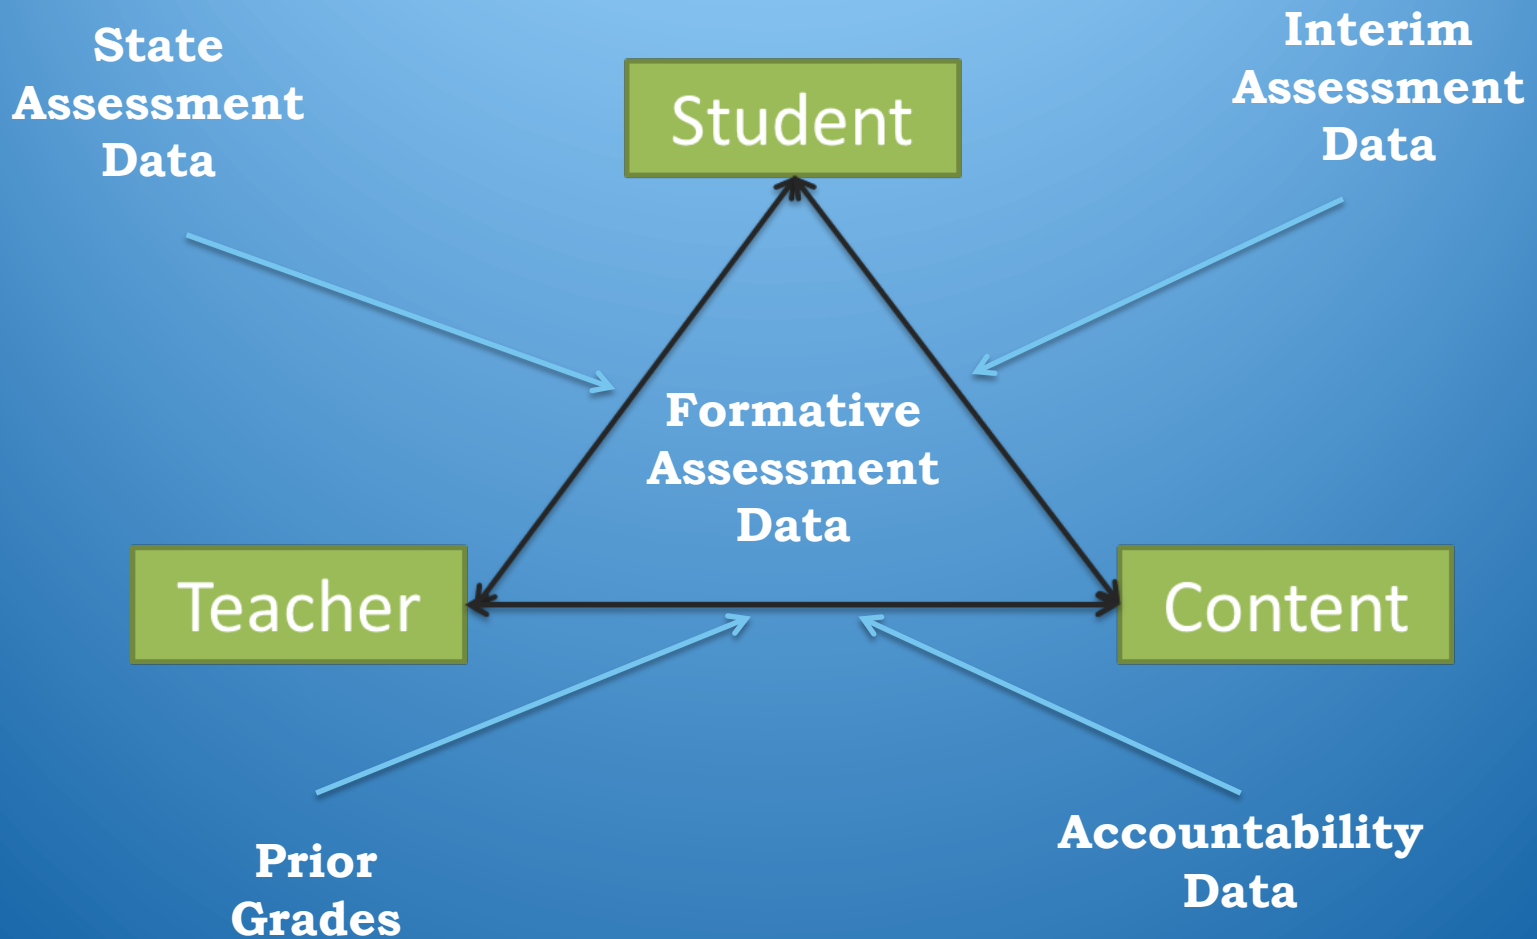 State
Assessment
Data
Student
Interim
Assessment
Data
Formative
Assessment
Data
Teacher
Content
Prior
Grades
Accountability
Data